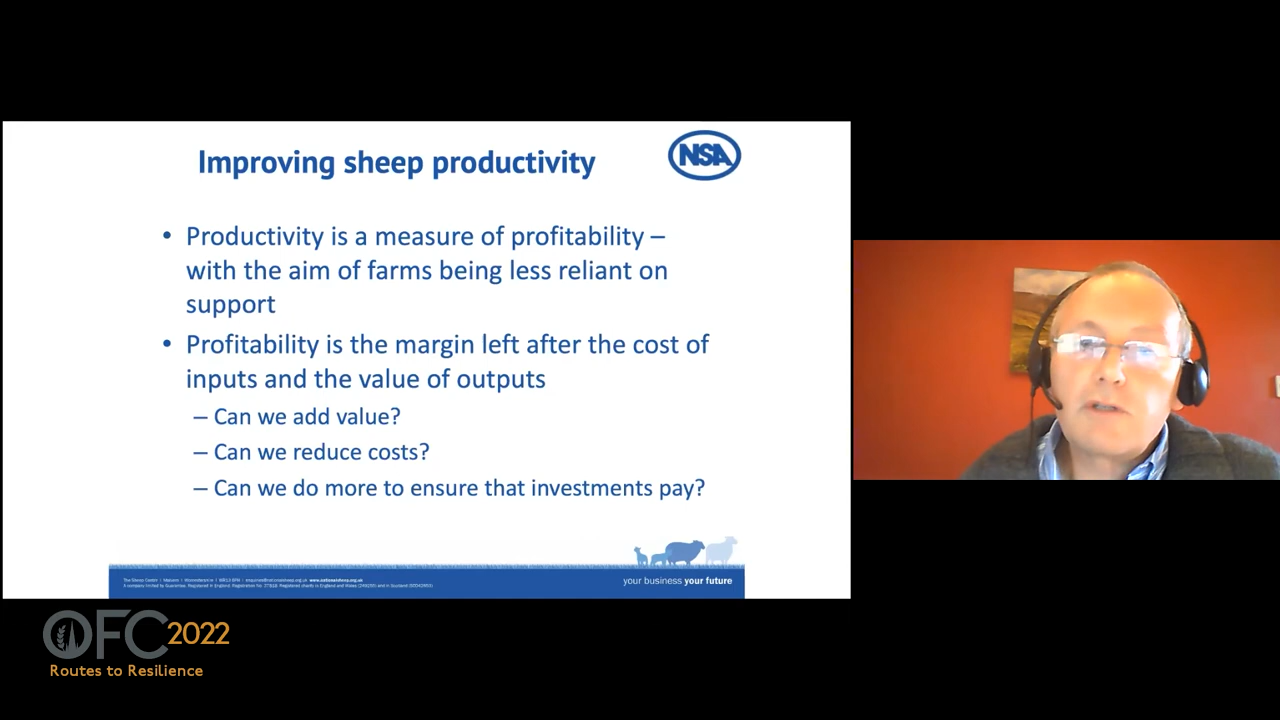 Improving sheep productivity
NSA
• Productivity is a measure of profitability –
with the aim of farms being less reliant on
support
• Profitability is the margin left after the cost of
inputs and the value of outputs
– Can we add value?
– Can we reduce costs?
– Can we do more to ensure that investments pay?
your business your future
OFC 2022
Routes to Resilience